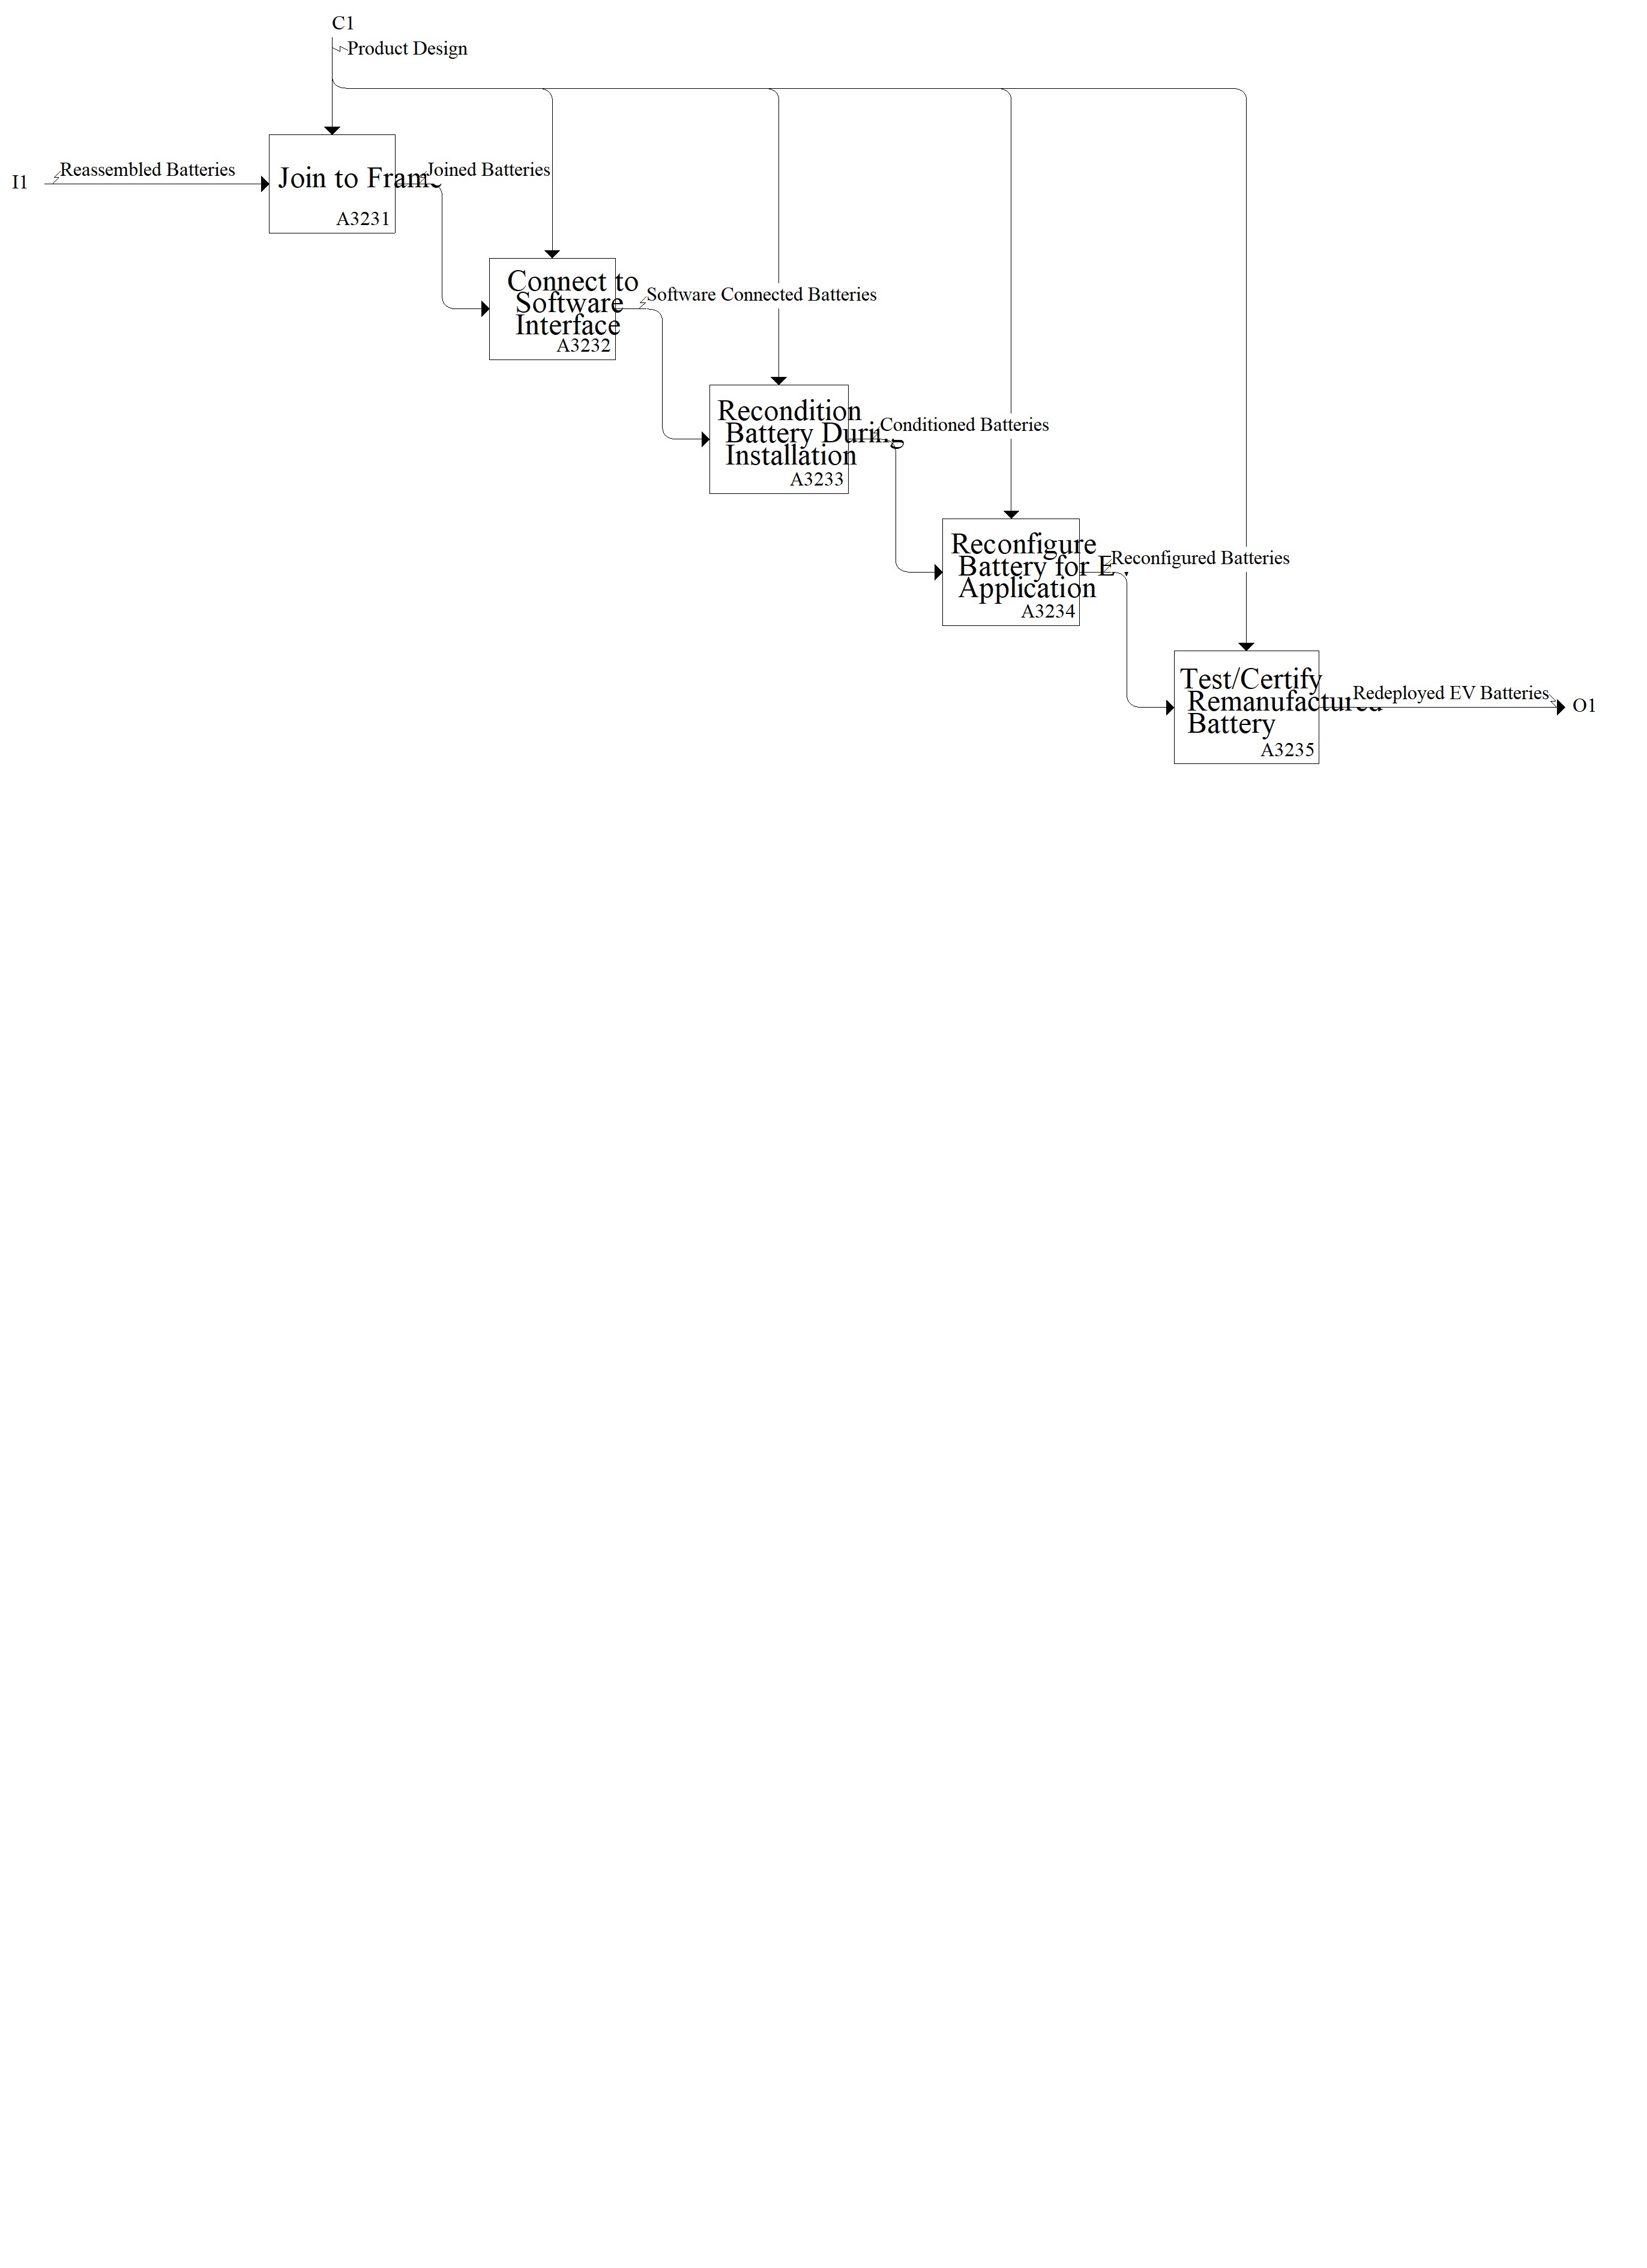 C1
Product Design
I1
Reassembled Batteries
Join to Frame
A3231
Joined Batteries
Connect to
Software
Interface
A3232
Software Connected Batteries
Recondition
Battery During
Installation
A3233
Conditioned Batteries
Reconfigure
Battery for E
Application
A3234
Reconfigured Batteries
Test/Certify
Remanufactured
Battery
A3235
Redeployed EV Batteries
O1